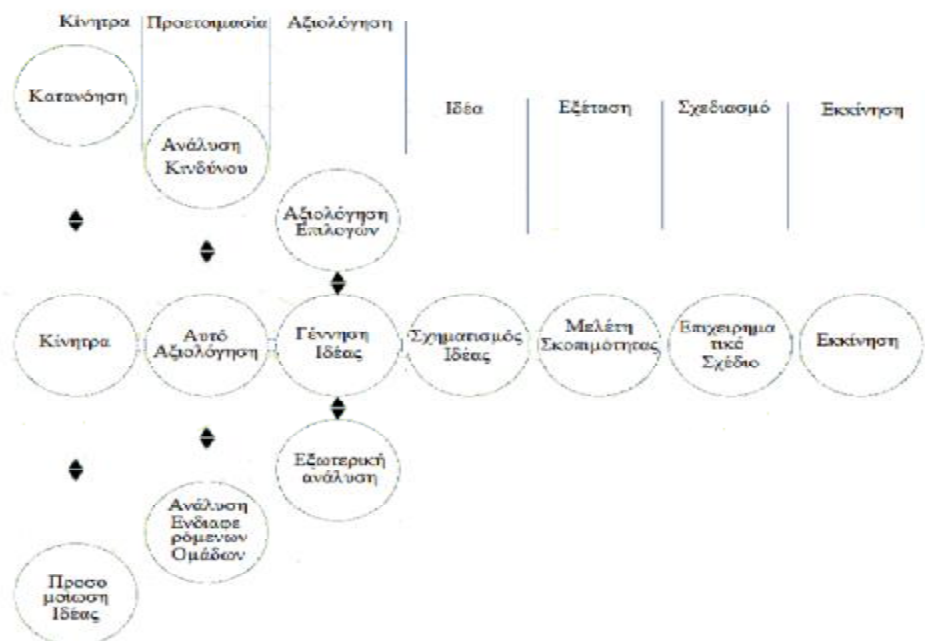 Κίνητρα
Προετοιμασία
Αξιολόγηση
Κατανόηση
Ιδέα
Εξέταση
Σχεδιασμό
Εκκίνηση
Ανάλυση
Κινδύνου
Αξιολόγηση
Επιλογών
Κίνητρα
Αυτό
Αξιολόγηση
Γέννηση
Ιδέας
Σχηματισμός
Ιδέας
Μελέτη
Σκοπιμότητας
Επιχειρημα
τικό
Σχέδιο
Εκκίνηση
Εξωτερική
ανάλυση
Ανάλυση
Ενδιαφε
ρόμενων
Ομάδων
Προσο
μοίωση
Ιδέας